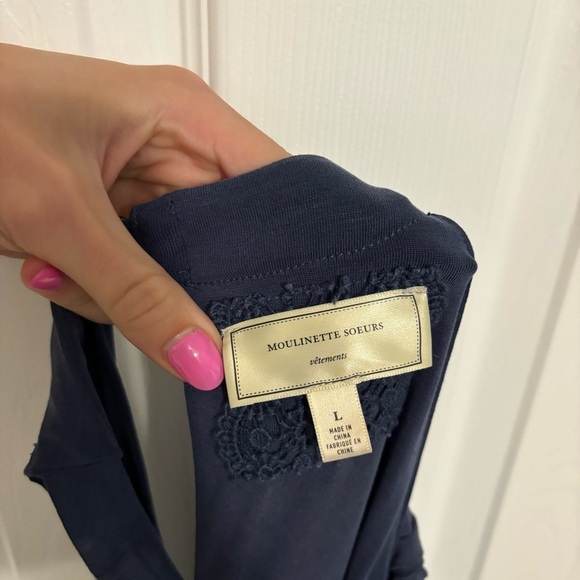 MOULINETTE SOEURS
vêtements
L
MADE IN
CHINA
FABRIQUÉ EN
CHINE